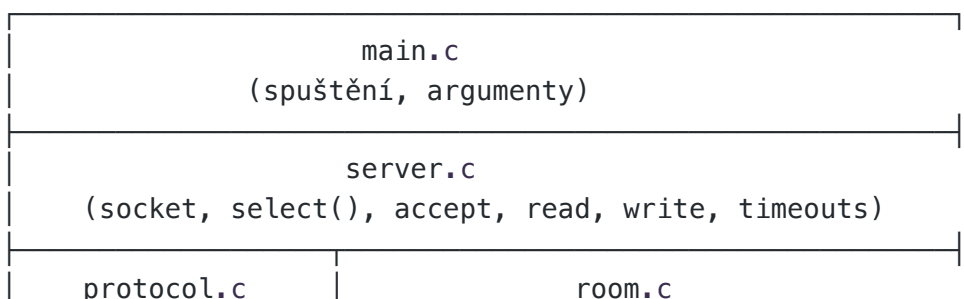 main.c
(spuštění, argumenty)
server.c
(socket, select(), accept, read, write, timeouts)
protocol.c room.c